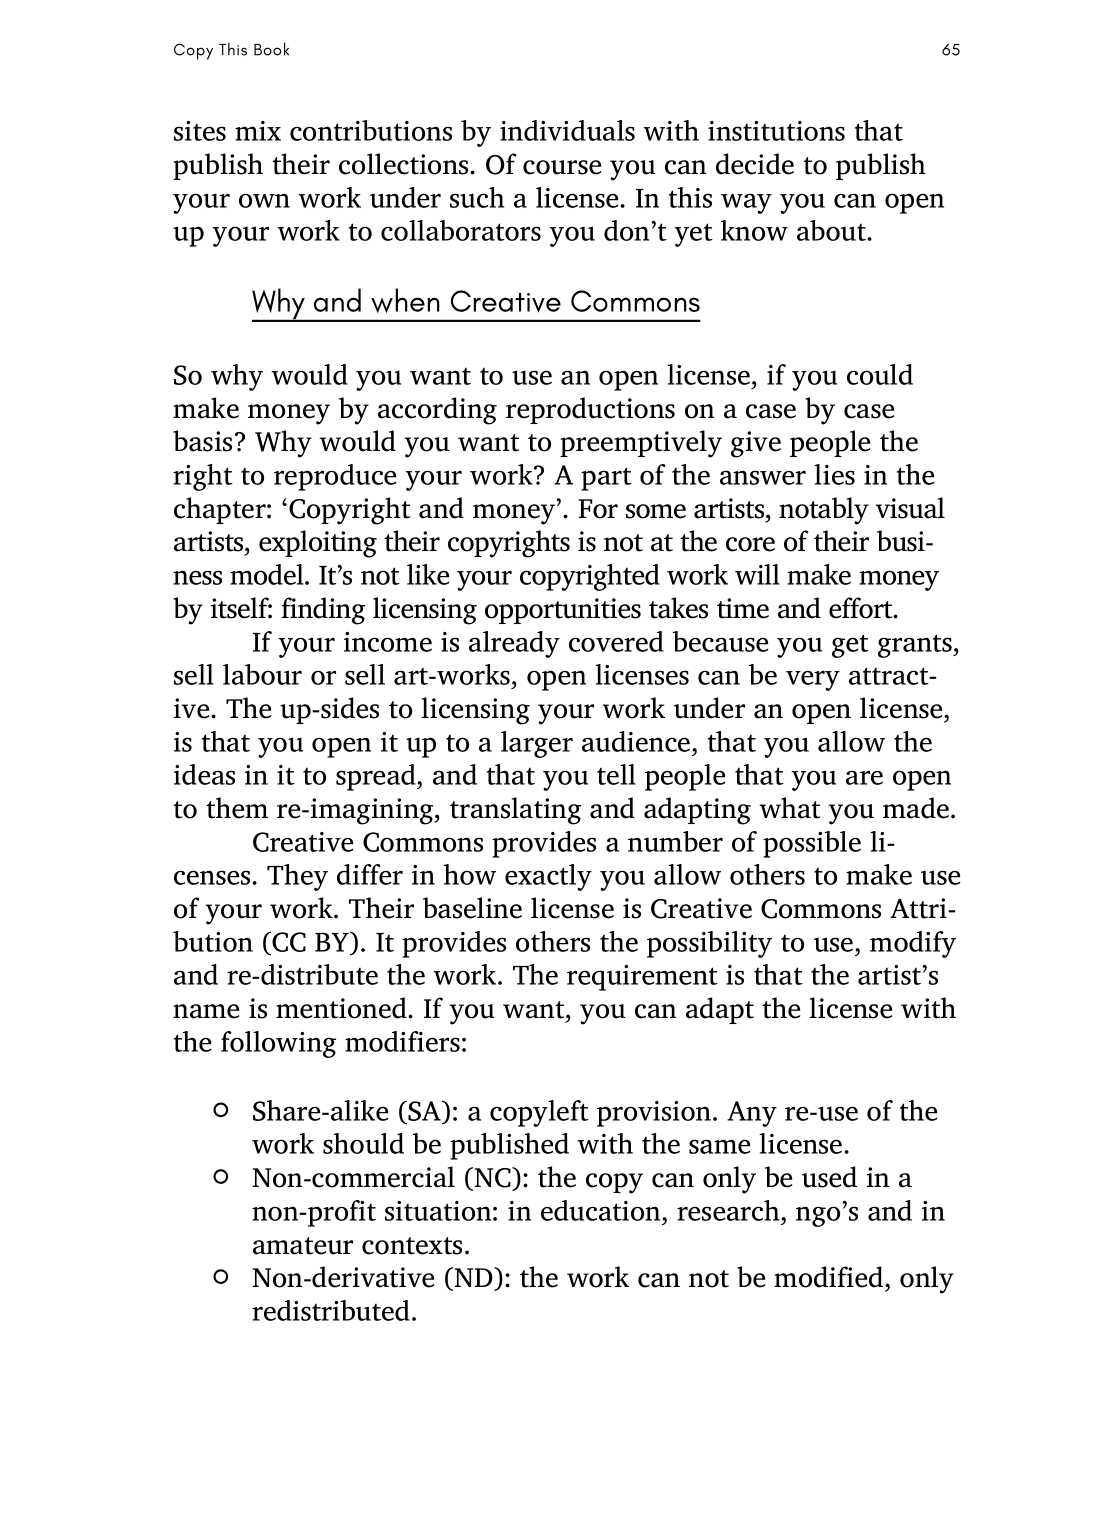 Copy This Book 65
sites mix contributions by individuals with institutions that
publish their collections. Of course you can decide to publish
your own work under such a license. In this way you can open
up your work to collaborators you don’t yet know about.
Why and when Creative Commons
So why would you want to use an open license, if you could
make money by according reproductions on a case by case
basis? Why would you want to preemptively give people the
right to reproduce your work? A part of the answer lies in the
chapter: ‘Copyright and money’. For some artists, notably visual
artists, exploiting their copyrights is not at the core of their busi-
ness model. It’s not like your copyrighted work will make money
by itself: finding licensing opportunities takes time and effort.
If your income is already covered because you get grants,
sell labour or sell art-works, open licenses can be very attract-
ive. The up-sides to licensing your work under an open license,
is that you open it up to a larger audience, that you allow the
ideas in it to spread, and that you tell people that you are open
to them re-imagining, translating and adapting what you made.
Creative Commons provides a number of possible li-
censes. They differ in how exactly you allow others to make use
of your work. Their baseline license is Creative Commons Attri-
bution (CC BY). It provides others the possibility to use, modify
and re-distribute the work. The requirement is that the artist’s
name is mentioned. If you want, you can adapt the license with
the following modifiers:
Share-alike (SA): a copyleft provision. Any re-use of the
work should be published with the same license.
Non-commercial (NC): the copy can only be used in a
non-profit situation: in education, research, ngo’s and in
amateur contexts.
Non-derivative (ND): the work can not be modified, only
redistributed.